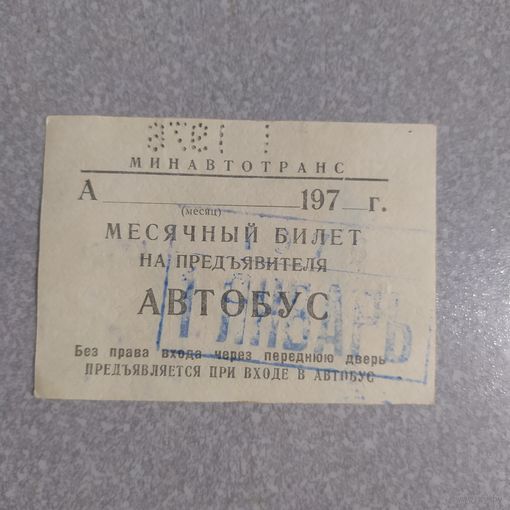 МИНАВТОТРАНС
А 197 г.
(месяц)
МЕСЯЧНЫЙ БИЛЕТ
НА ПРЕДЪЯВИТЕЛЯ
АВТОБУС
1 ЯНВАРЬ
Без права входа через переднюю дверь
ПРЕДЪЯВЛЯЕТСЯ ПРИ ВХОДЕ В АВТОБУС